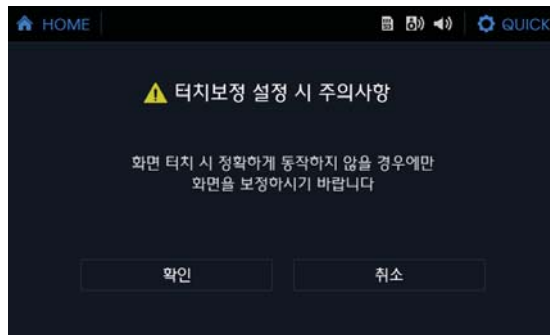 HOME
QUICK
터치보정 설정 시 주의사항
화면 터치 시 정확하게 동작하지 않을 경우에만
화면을 보정하시기 바랍니다
확인
취소